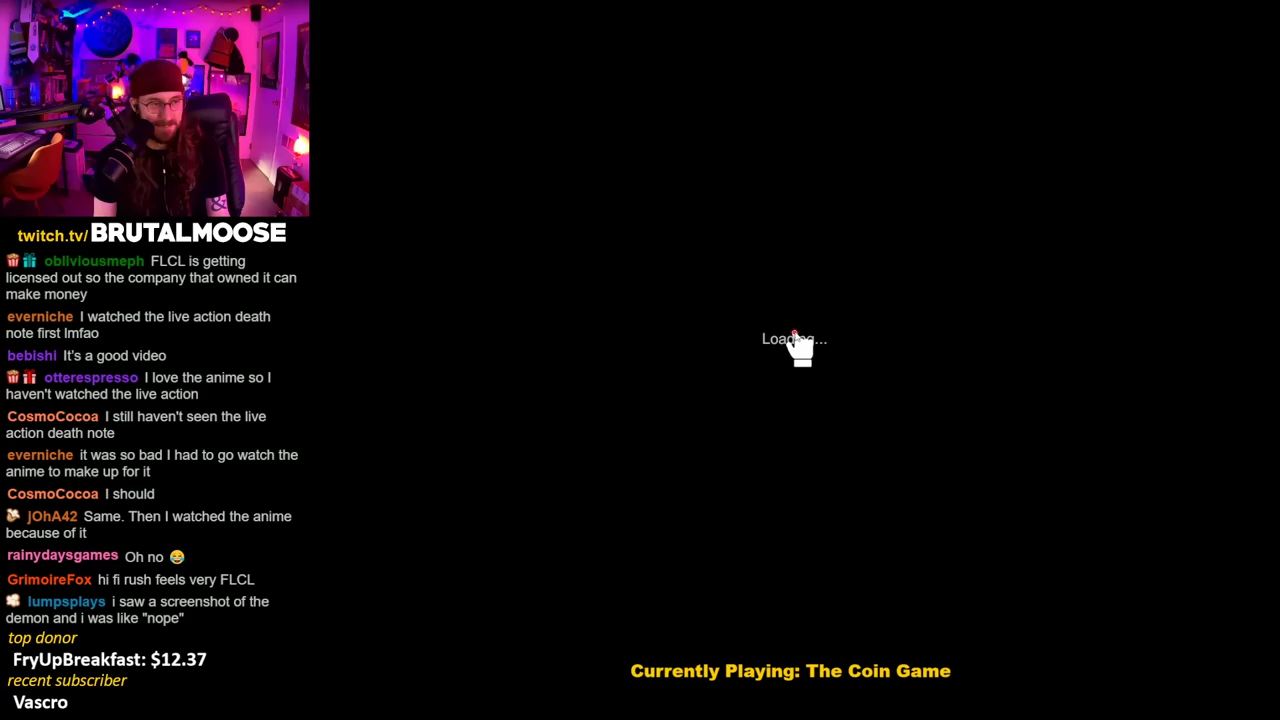 twitch.tv/BRUTALMOOSE
obliviousmeph FLCL is getting
licensed out so the company that owned it can
make money
everniche I watched the live action death
note first lmfao
bebishi It's a good video
otterespresso I love the anime so I
haven't watched the live action
CosmoCocoa I still haven't seen the live
action death note
everniche it was so bad I had to go watch the
anime to make up for it
CosmoCocoa I should
jOhA42 Same. Then I watched the anime
because of it
rainydaysgames Oh no 😂
GrimoireFox hi fi rush feels very FLCL
lumpsplays i saw a screenshot of the
demon and i was like "nope"
top donor
FryUpBreakfast: $12.37
recent subscriber
Vascro
Loading...
Currently Playing: The Coin Game